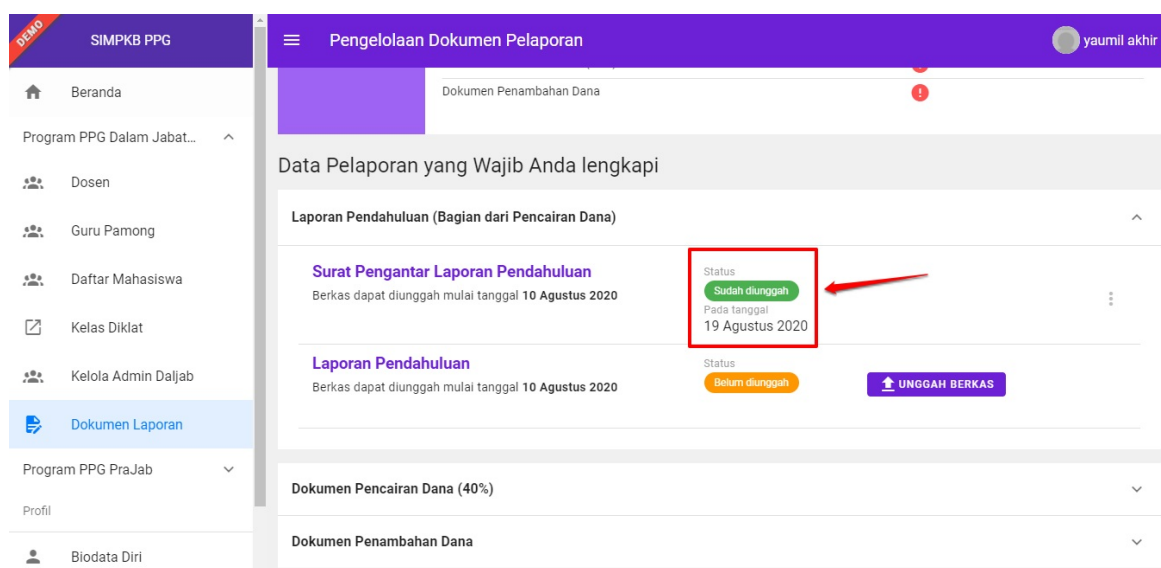 DEMO
SIMPKB PPG
Pengelolaan Dokumen Pelaporan
yaumil akhir
Beranda
Program PPG Dalam Jabat...
Dosen
Guru Pamong
Daftar Mahasiswa
Kelas Diklat
Kelola Admin Daljab
Dokumen Laporan
Program PPG PraJab
Profil
Biodata Diri
Dokumen Penambahan Dana
Data Pelaporan yang Wajib Anda lengkapi
Laporan Pendahuluan (Bagian dari Pencairan Dana)
Surat Pengantar Laporan Pendahuluan
Berkas dapat diunggah mulai tanggal 10 Agustus 2020
Status
Sudah diunggah
Pada tanggal
19 Agustus 2020
Laporan Pendahuluan
Berkas dapat diunggah mulai tanggal 10 Agustus 2020
Status
Belum diunggah
UNGGAH BERKAS
Dokumen Pencairan Dana (40%)
Dokumen Penambahan Dana